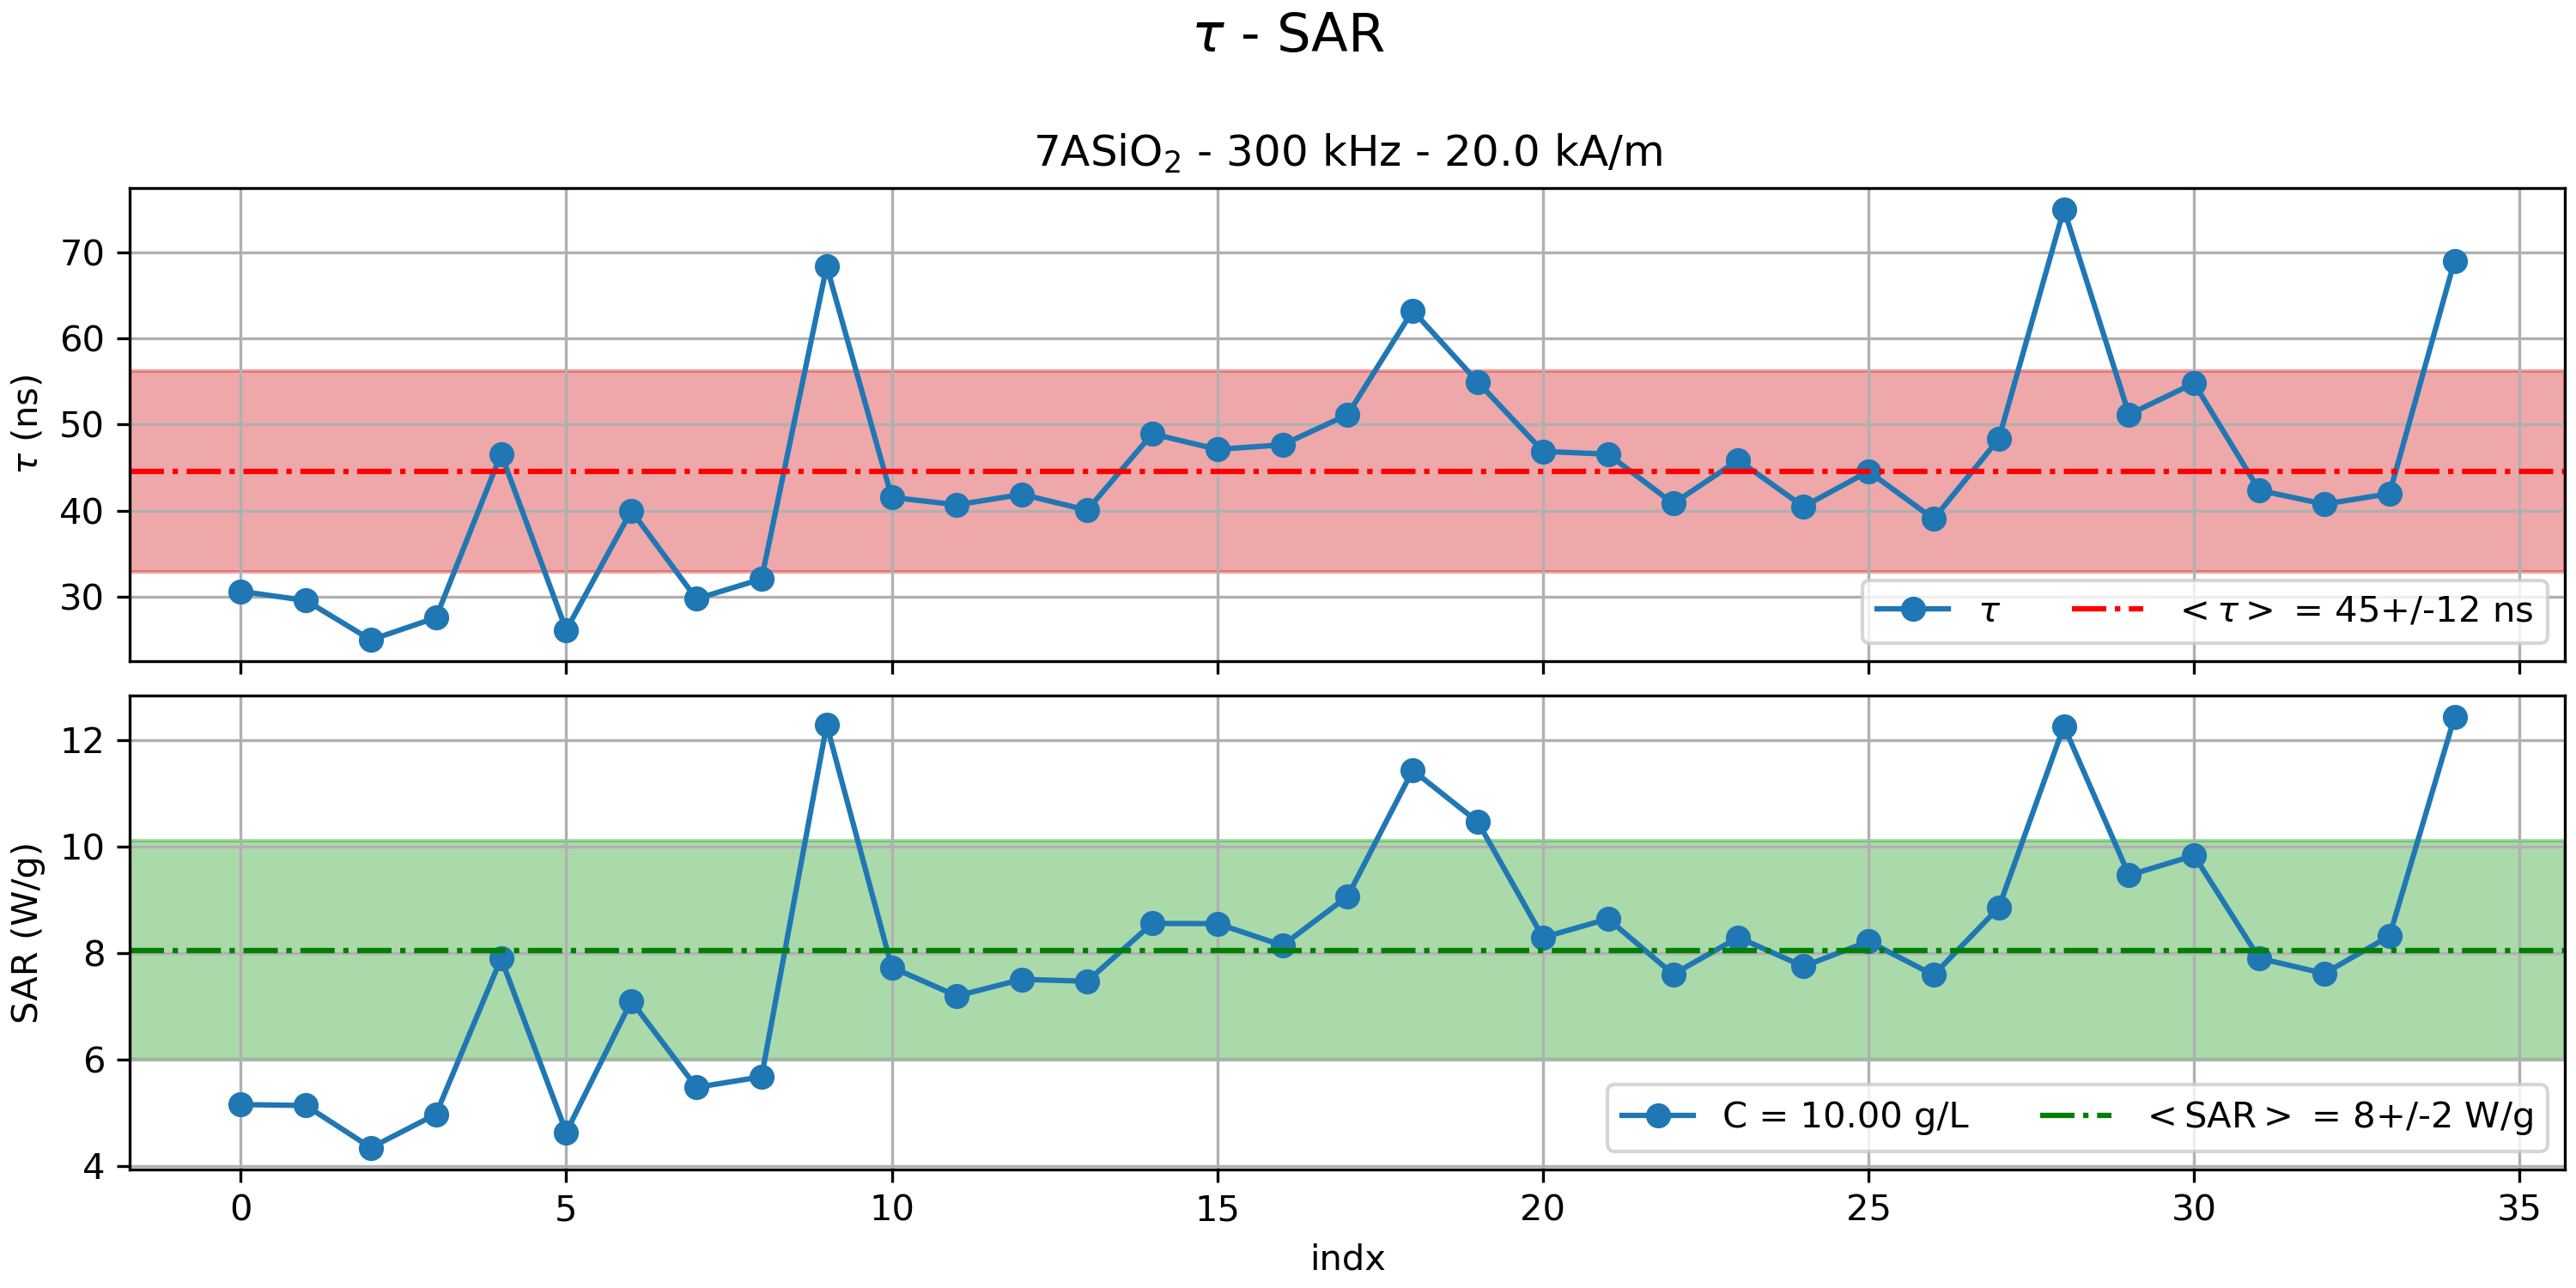 τ - SAR
7ASiO₂ - 300 kHz - 20.0 kA/m
τ (ns)
70
60
50
40
30
τ
<τ> = 45+/-12 ns
SAR (W/g)
12
10
8
6
4
C = 10.00 g/L
<SAR> = 8+/-2 W/g
0 5 10 15 20 25 30 35
indx